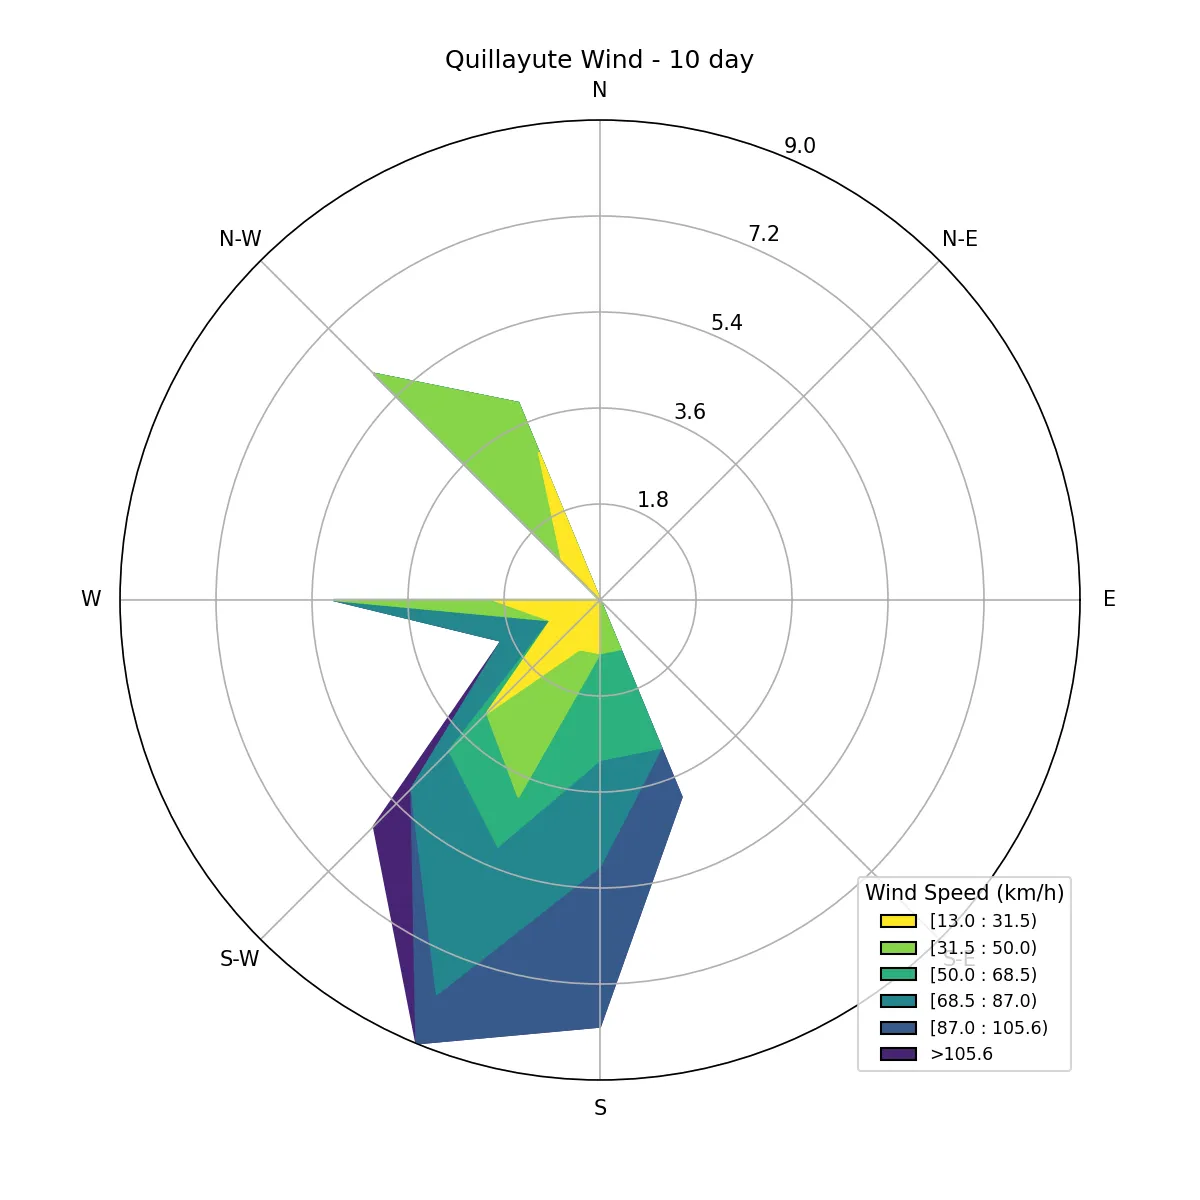 Quillayute Wind - 10 day
N
9.0
N-W
7.2
N-E
5.4
3.6
1.8
W
E
S-W
S-E
S
Wind Speed (km/h)
[13.0 : 31.5)
[31.5 : 50.0)
[50.0 : 68.5)
[68.5 : 87.0)
[87.0 : 105.6)
>105.6